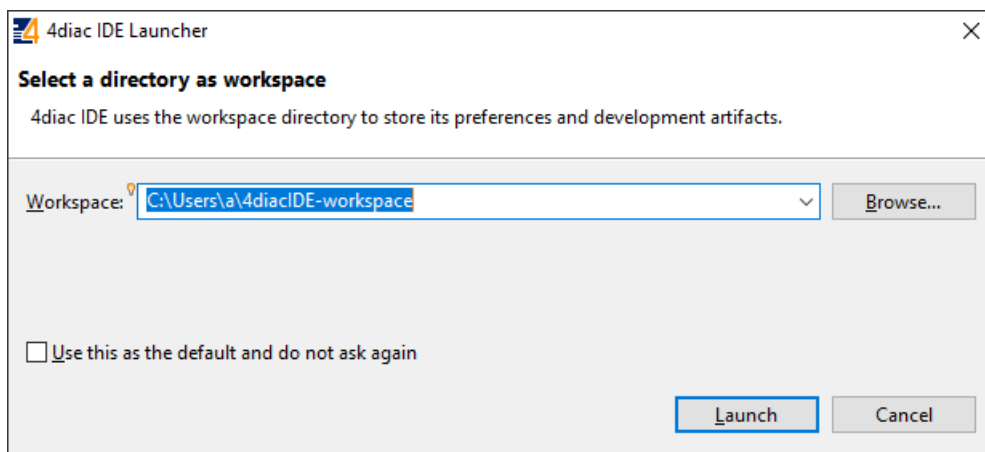 4diac IDE Launcher
Select a directory as workspace
4diac IDE uses the workspace directory to store its preferences and development artifacts.
Workspace: C:\Users\a\4diacIDE-workspace Browse...
Use this as the default and do not ask again
Launch Cancel